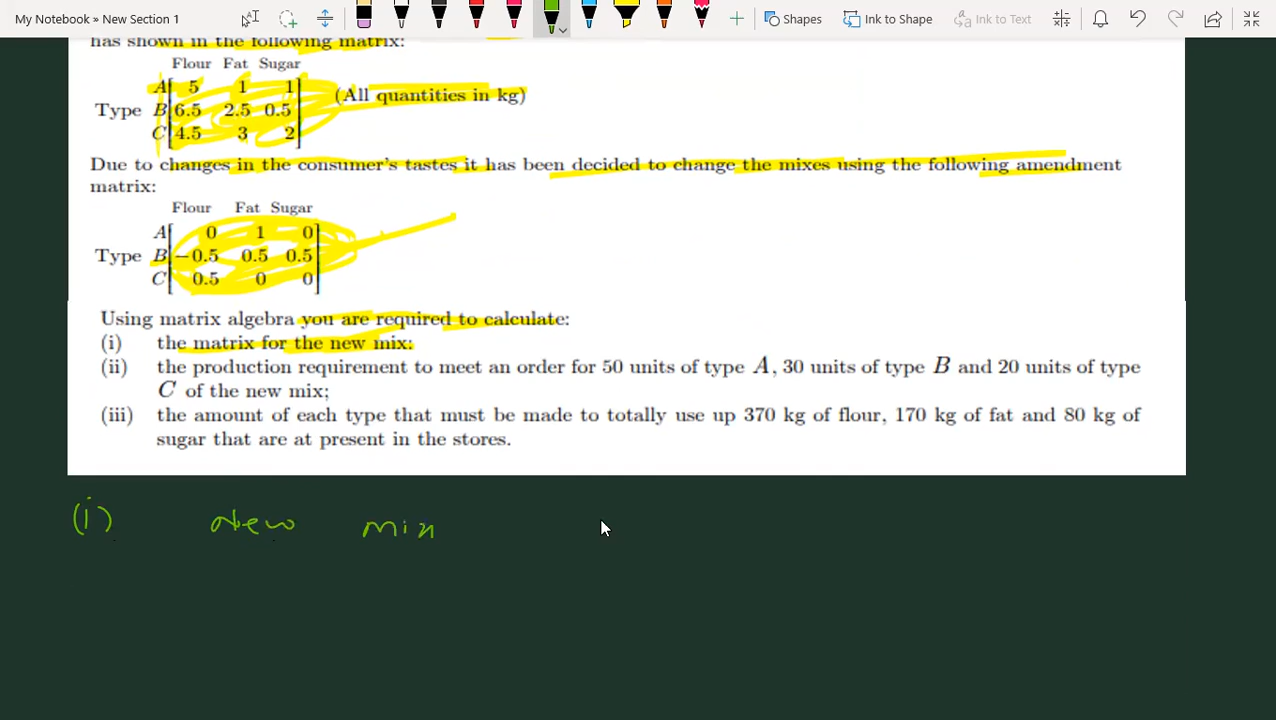 My Notebook » New Section 1
Shapes
Ink to Shape
Ink to Text
has shown in the following matrix:
Flour Fat Sugar
A 5 1 1
Type B 6.5 2.5 0.5 (All quantities in kg)
C 4.5 3 2
Due to changes in the consumer's tastes it has been decided to change the mixes using the following amendment
matrix:
Flour Fat Sugar
A 0 1 0
Type B −0.5 0.5 0.5
C 0.5 0 0
Using matrix algebra you are required to calculate:
(i) the matrix for the new mix:
(ii) the production requirement to meet an order for 50 units of type A, 30 units of type B and 20 units of type
C of the new mix;
(iii) the amount of each type that must be made to totally use up 370 kg of flour, 170 kg of fat and 80 kg of
sugar that are at present in the stores.
(i) New mix